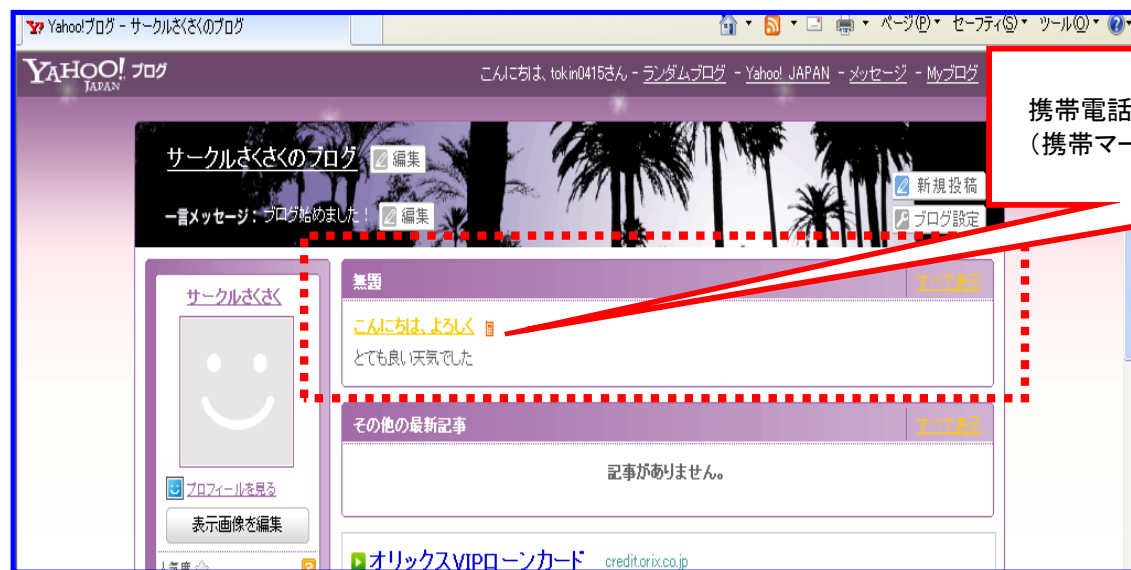 Yahoo!ブログ - サークルさくさくのブログ
ページ(P) セーフティ(S) ツール(O)
YAHOO! ブログ
JAPAN
こんにちは、tokin0415さん - ランダムブログ - Yahoo! JAPAN - メッセージ - Myブログ
携帯電話
（携帯マー
サークルさくさくのブログ 編集
新規投稿
一言メッセージ： ブログ始めました！ 編集
ブログ設定
サークルさくさく
無題 すべて表示
こんにちは、よろしく
とても良い天気でした
その他の最新記事 すべて表示
記事がありません。
プロフィールを見る
表示画像を編集
人気度
オリックスVIPローンカード credit.orix.co.jp